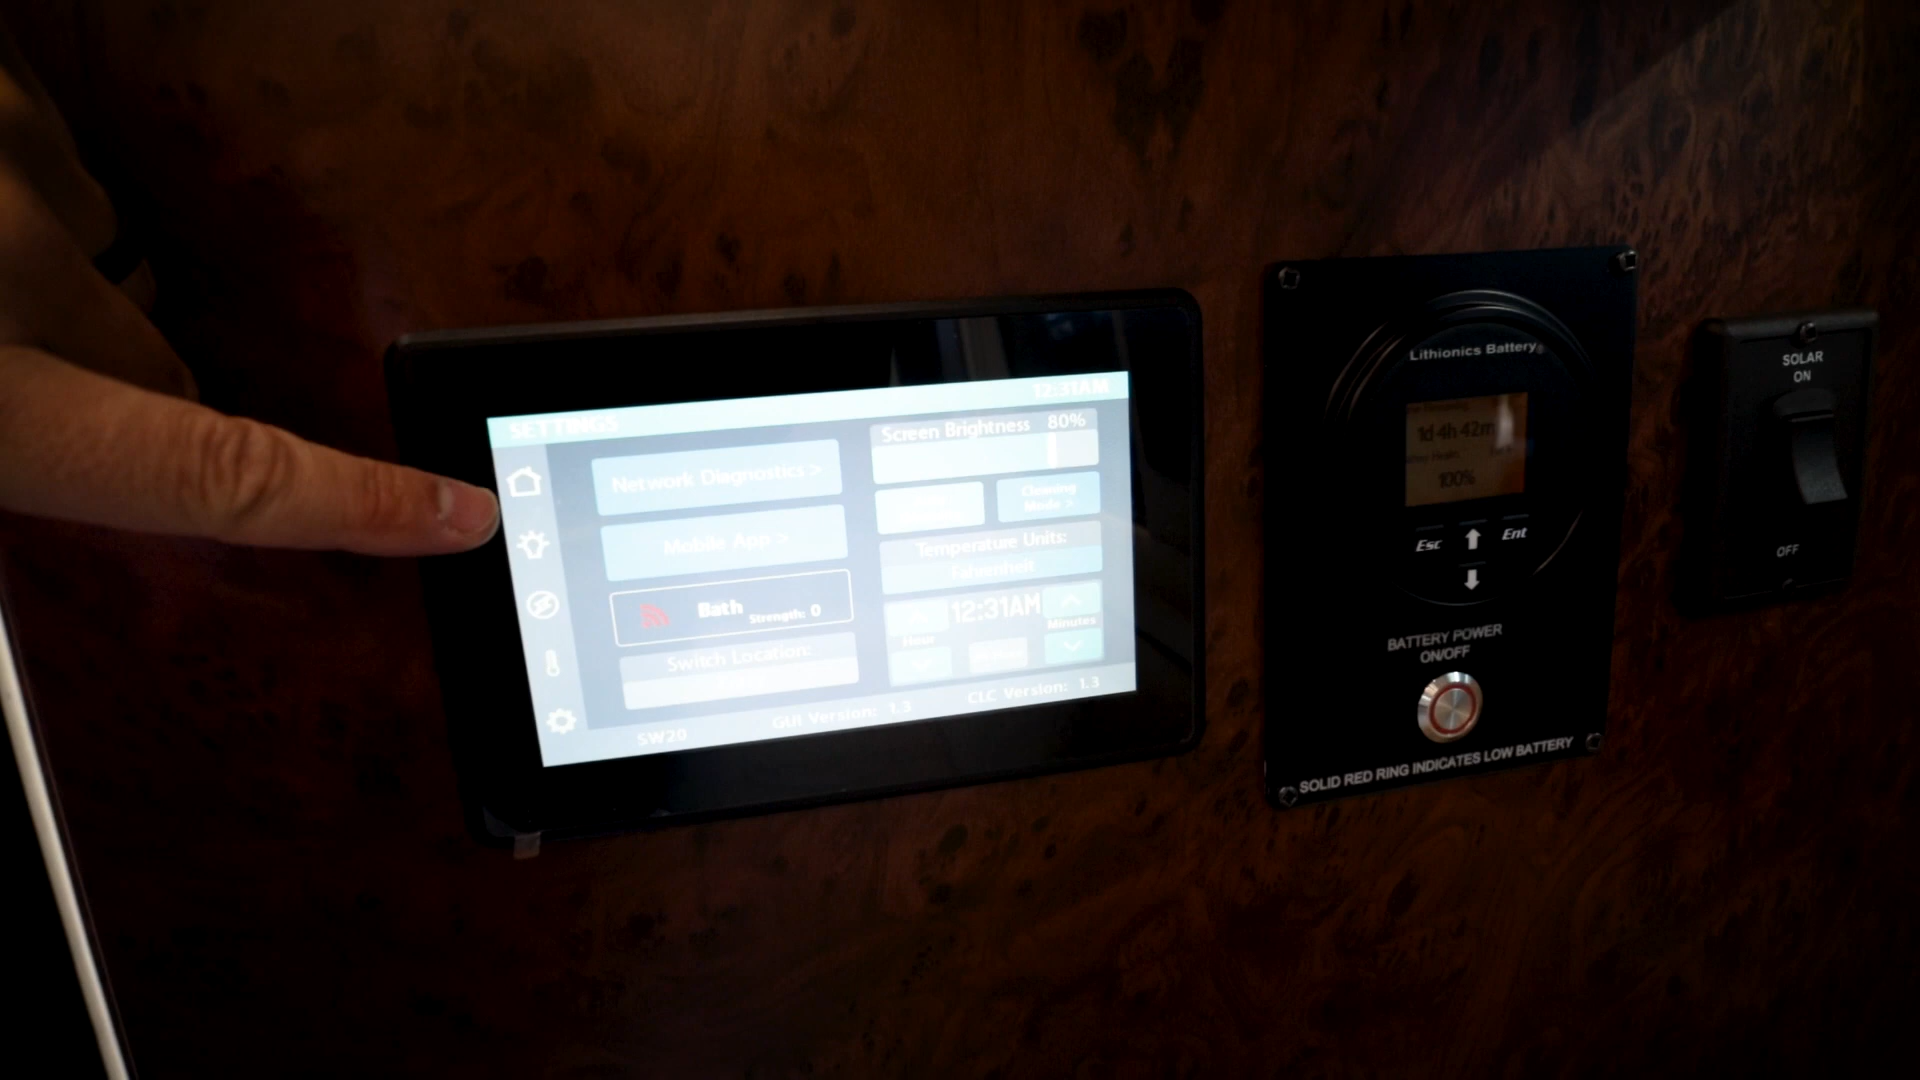 SETTINGS
12:31AM
Network Diagnostics >
Mobile App >
Bath
Strength: 0
Switch Location:
Screen Brightness 80%
Cleaning
Mode >
Temperature Units:
Fahrenheit
12:31AM
Hour
Minutes
SW20
GUI Version: 1.3
CLC Version: 1.3
Lithionics Battery
1d 4h 42m
100%
Esc
Ent
BATTERY POWER
ON/OFF
SOLID RED RING INDICATES LOW BATTERY
SOLAR
ON
OFF